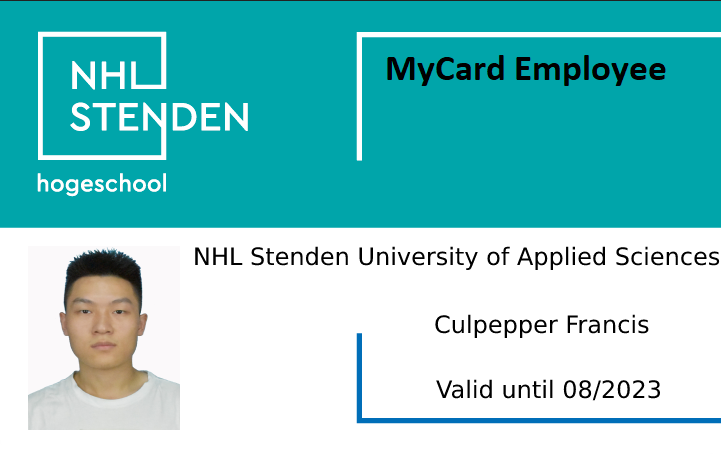 NHL
STENDEN
hogeschool
MyCard Employee
NHL Stenden University of Applied Sciences
Culpepper Francis
Valid until 08/2023